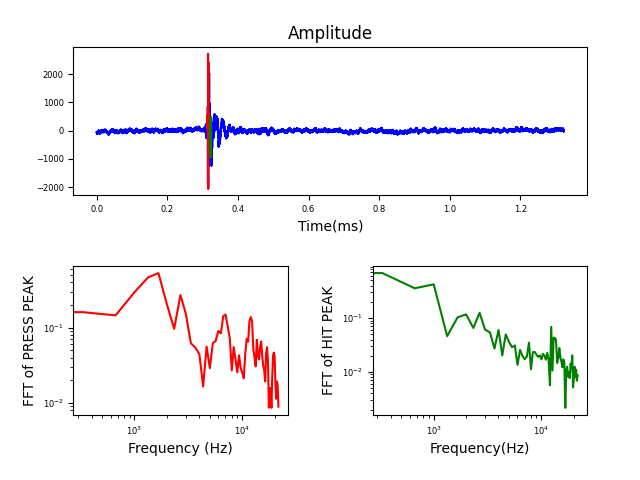 Amplitude
2000
1000
0
−1000
−2000
0.0 0.2 0.4 0.6 0.8 1.0 1.2
Time(ms)
FFT of PRESS PEAK
10⁻¹
10⁻²
10³ 10⁴
Frequency (Hz)
FFT of HIT PEAK
10⁻¹
10⁻²
10³ 10⁴
Frequency(Hz)